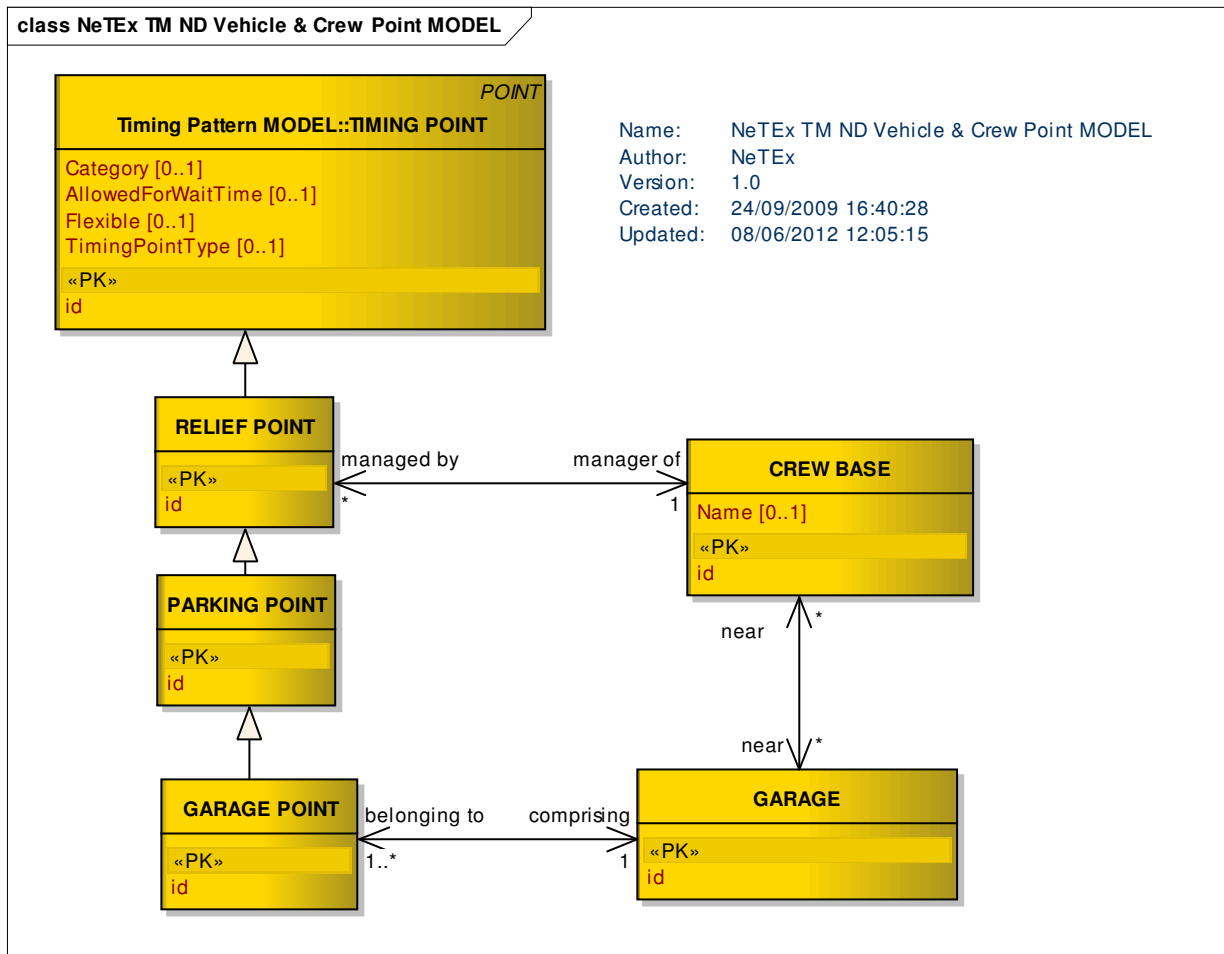 class NeTEx TM ND Vehicle & Crew Point MODEL
POINT
Timing Pattern MODEL::TIMING POINT
Category [0..1]
AllowedForWaitTime [0..1]
Flexible [0..1]
TimingPointType [0..1]
«PK»
id
Name: NeTEx TM ND Vehicle & Crew Point MODEL
Author: NeTEx
Version: 1.0
Created: 24/09/2009 16:40:28
Updated: 08/06/2012 12:05:15
RELIEF POINT
«PK»
id
managed by manager of
* 1
CREW BASE
Name [0..1]
«PK»
id
PARKING POINT
«PK»
id
near *
near *
GARAGE POINT
«PK»
id
belonging to comprising
1..* 1
GARAGE
«PK»
id